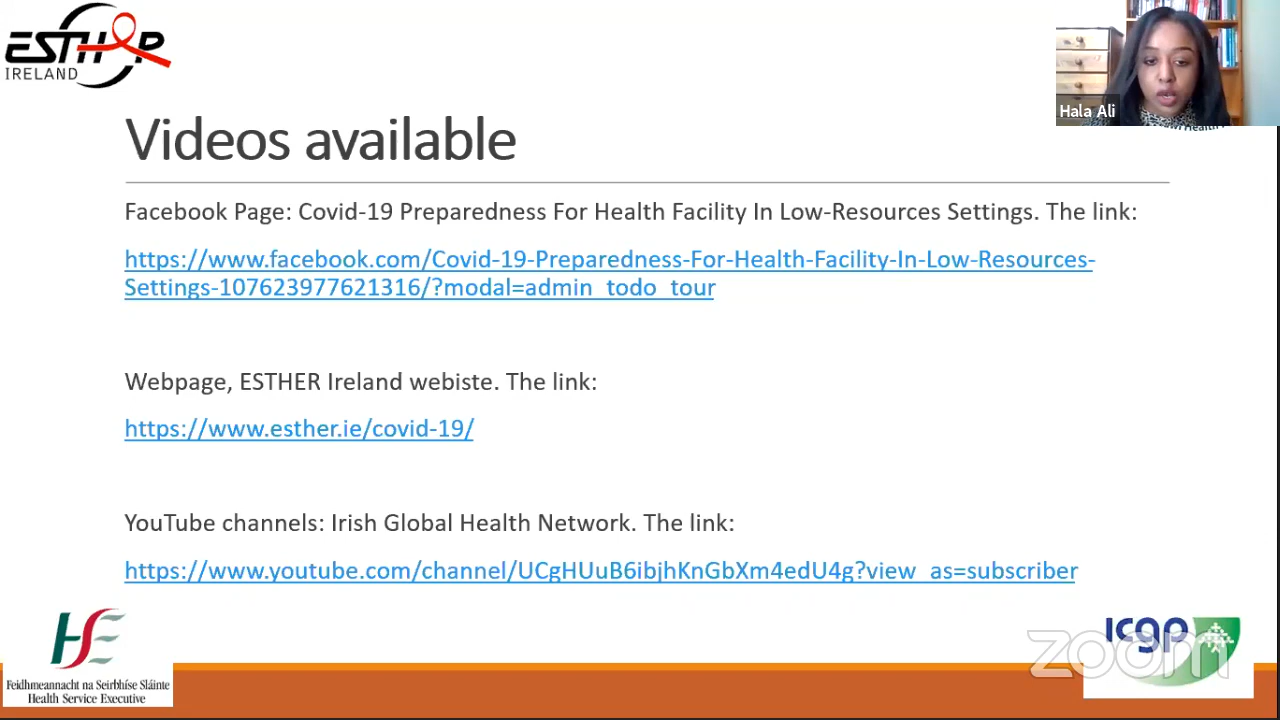 ESTHER
IRELAND
Hala Ali
Videos available
Facebook Page: Covid-19 Preparedness For Health Facility In Low-Resources Settings. The link:
https://www.facebook.com/Covid-19-Preparedness-For-Health-Facility-In-Low-Resources-
Settings-107623977621316/?modal=admin_todo_tour
Webpage, ESTHER Ireland webiste. The link:
https://www.esther.ie/covid-19/
YouTube channels: Irish Global Health Network. The link:
https://www.youtube.com/channel/UCgHUuB6ibjhKnGbXm4edU4g?view_as=subscriber
HSE
Feidhmeannacht na Seirbhíse Sláinte
Health Service Executive
icgp
zoom